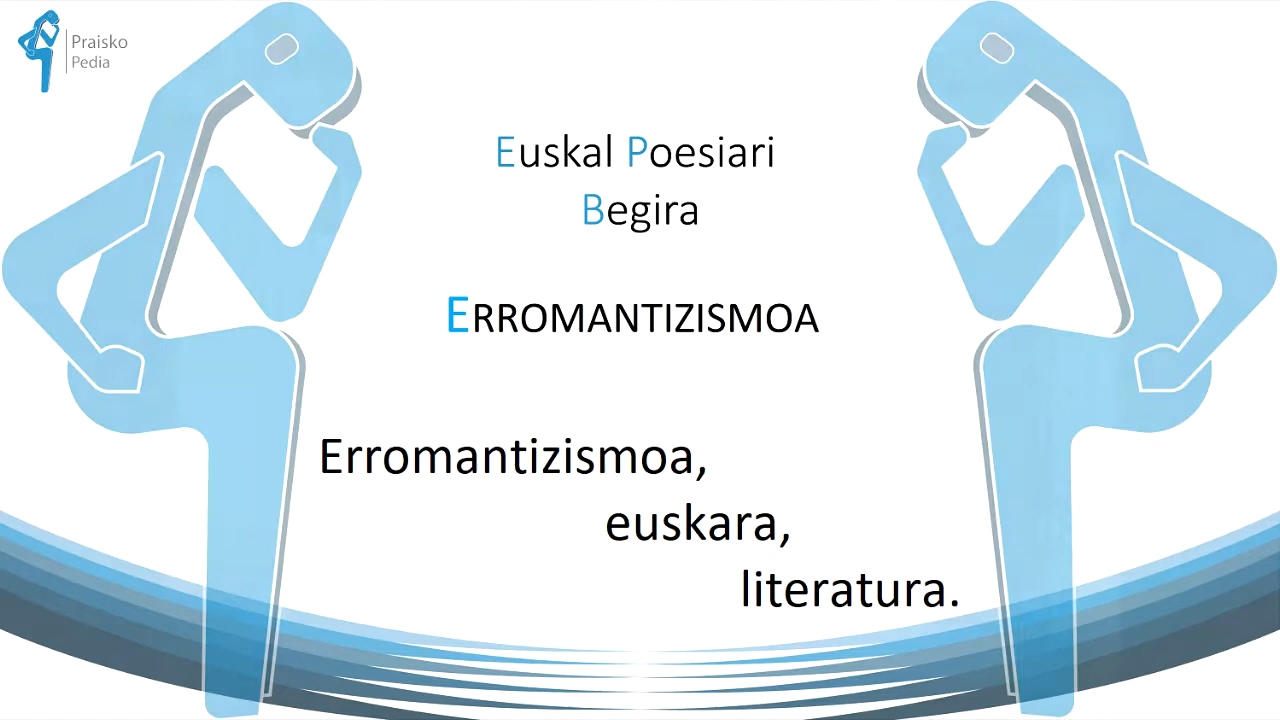 Praisko
Pedia
Euskal Poesiari
Begira
ERROMANTIZISMOA
Erromantizismoa,
euskara,
literatura.